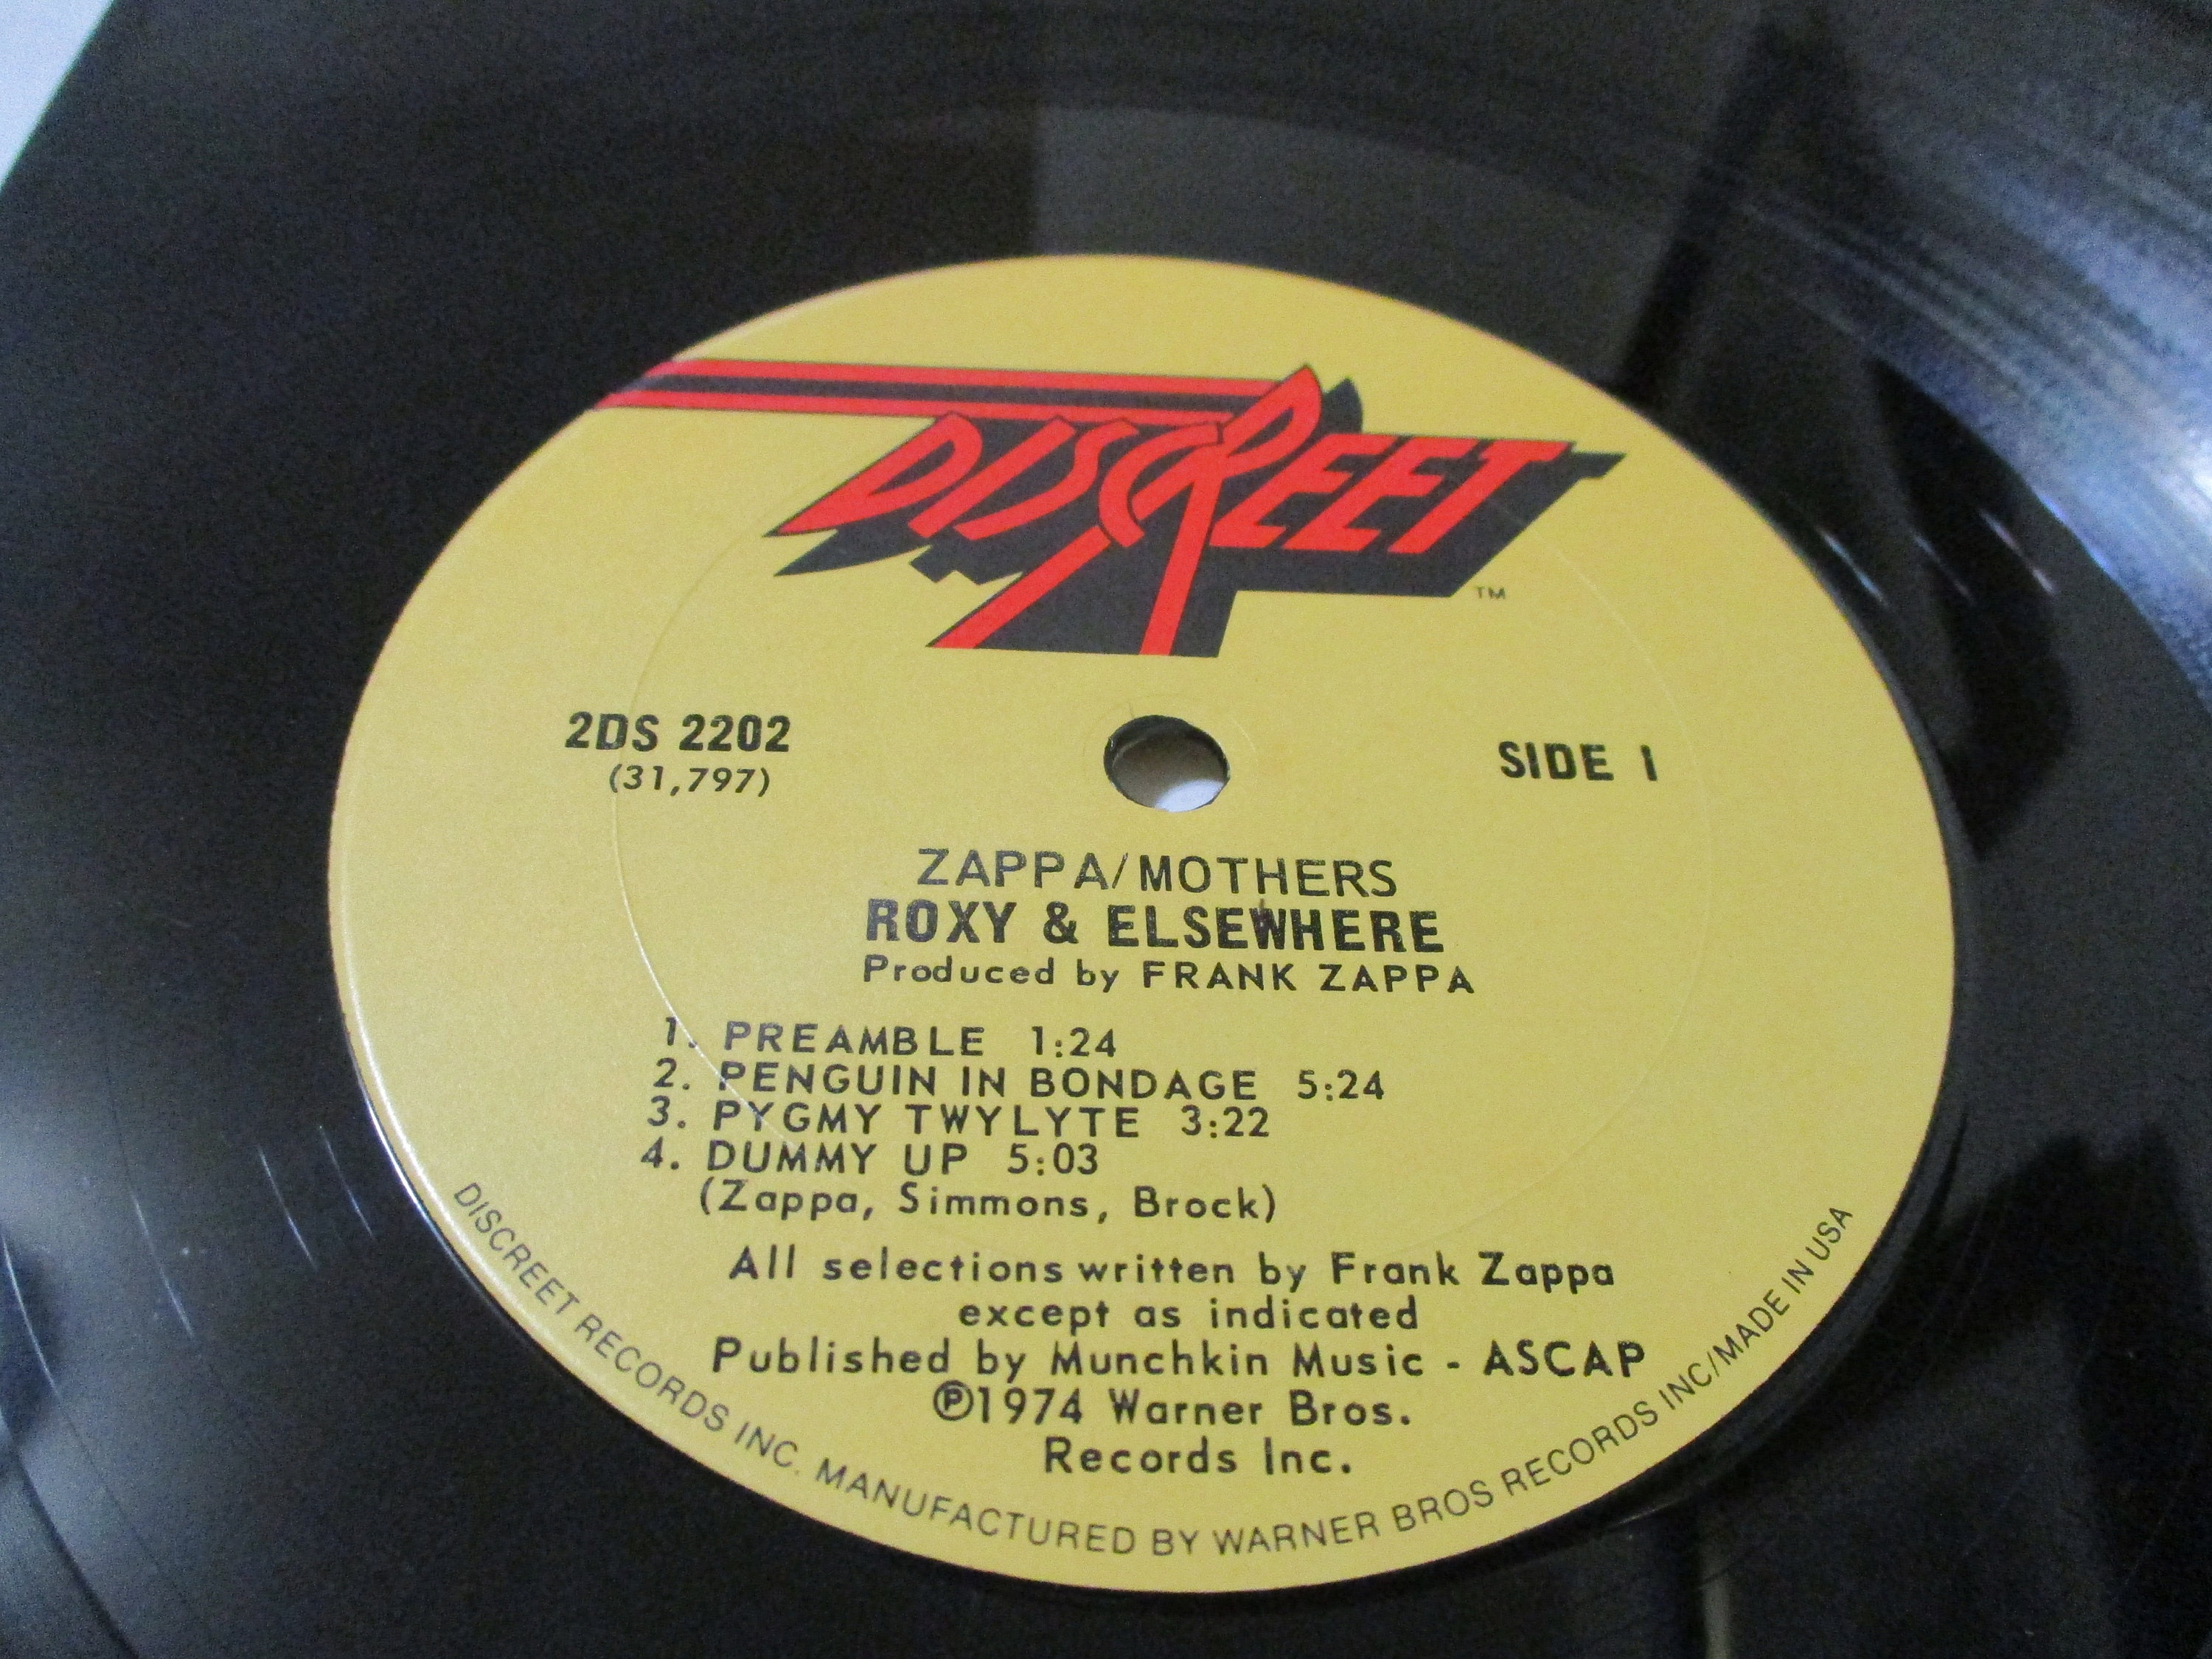 DISCREET
TM
2DS 2202
(31,797)
SIDE 1
ZAPPA/MOTHERS
ROXY & ELSEWHERE
Produced by FRANK ZAPPA
1. PREAMBLE 1:24
2. PENGUIN IN BONDAGE 5:24
3. PYGMY TWYLYTE 3:22
4. DUMMY UP 5:03
(Zappa, Simmons, Brock)
All selections written by Frank Zappa
except as indicated
Published by Munchkin Music - ASCAP
℗1974 Warner Bros.
Records Inc.
DISCREET RECORDS INC. MANUFACTURED BY WARNER BROS RECORDS INC/MADE IN USA